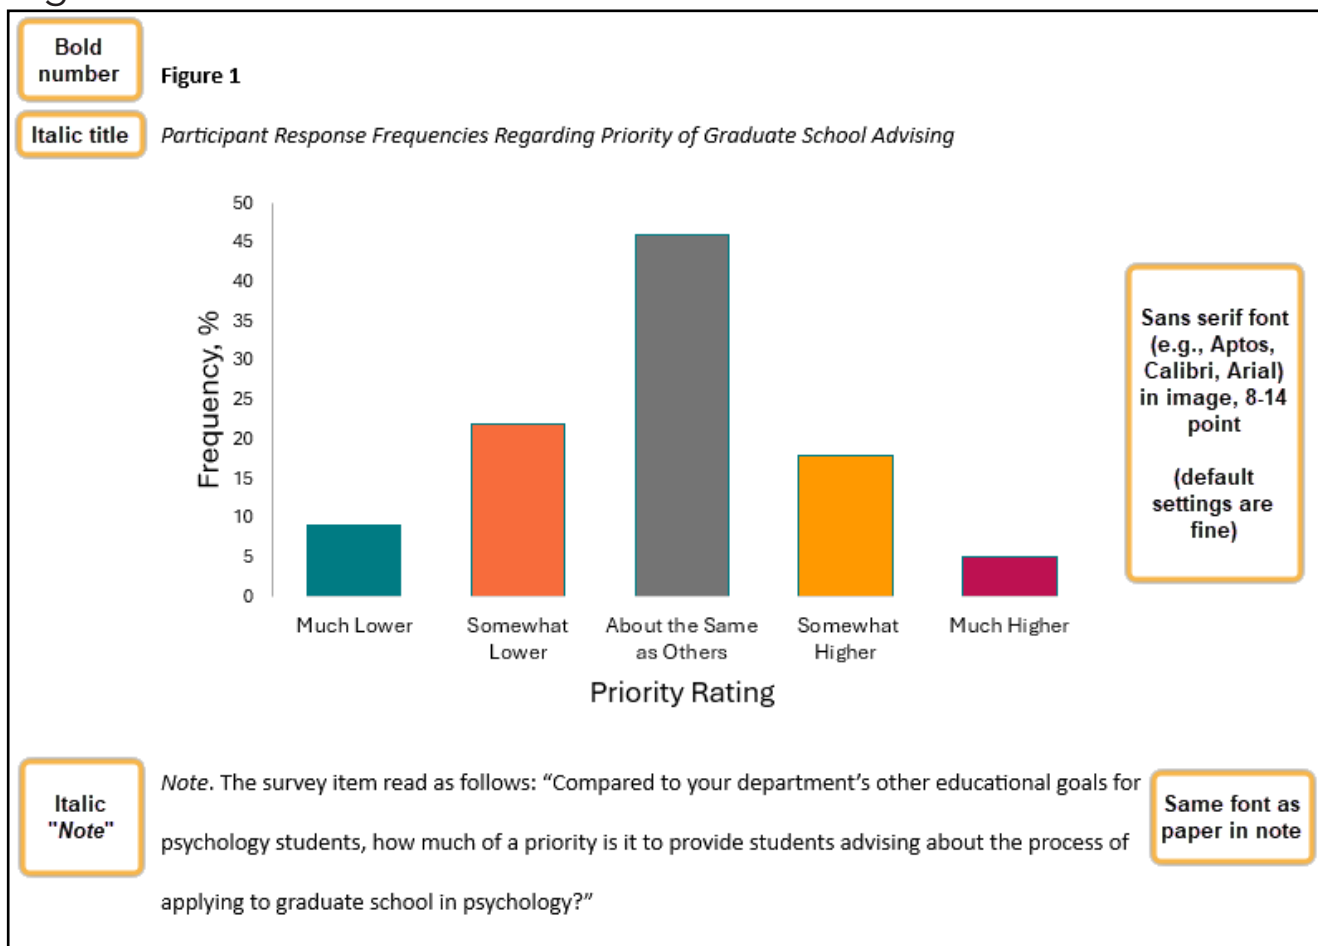 Bold
number
Figure 1
Italic title
Participant Response Frequencies Regarding Priority of Graduate School Advising
50
45
40
35
30
25
20
15
10
5
0
Frequency, %
Much Lower
Somewhat
Lower
About the Same
as Others
Somewhat
Higher
Much Higher
Priority Rating
Sans serif font
(e.g., Aptos,
Calibri, Arial)
in image, 8-14
point
(default
settings are
fine)
Italic
"Note"
Note. The survey item read as follows: “Compared to your department’s other educational goals for
psychology students, how much of a priority is it to provide students advising about the process of
applying to graduate school in psychology?”
Same font as
paper in note